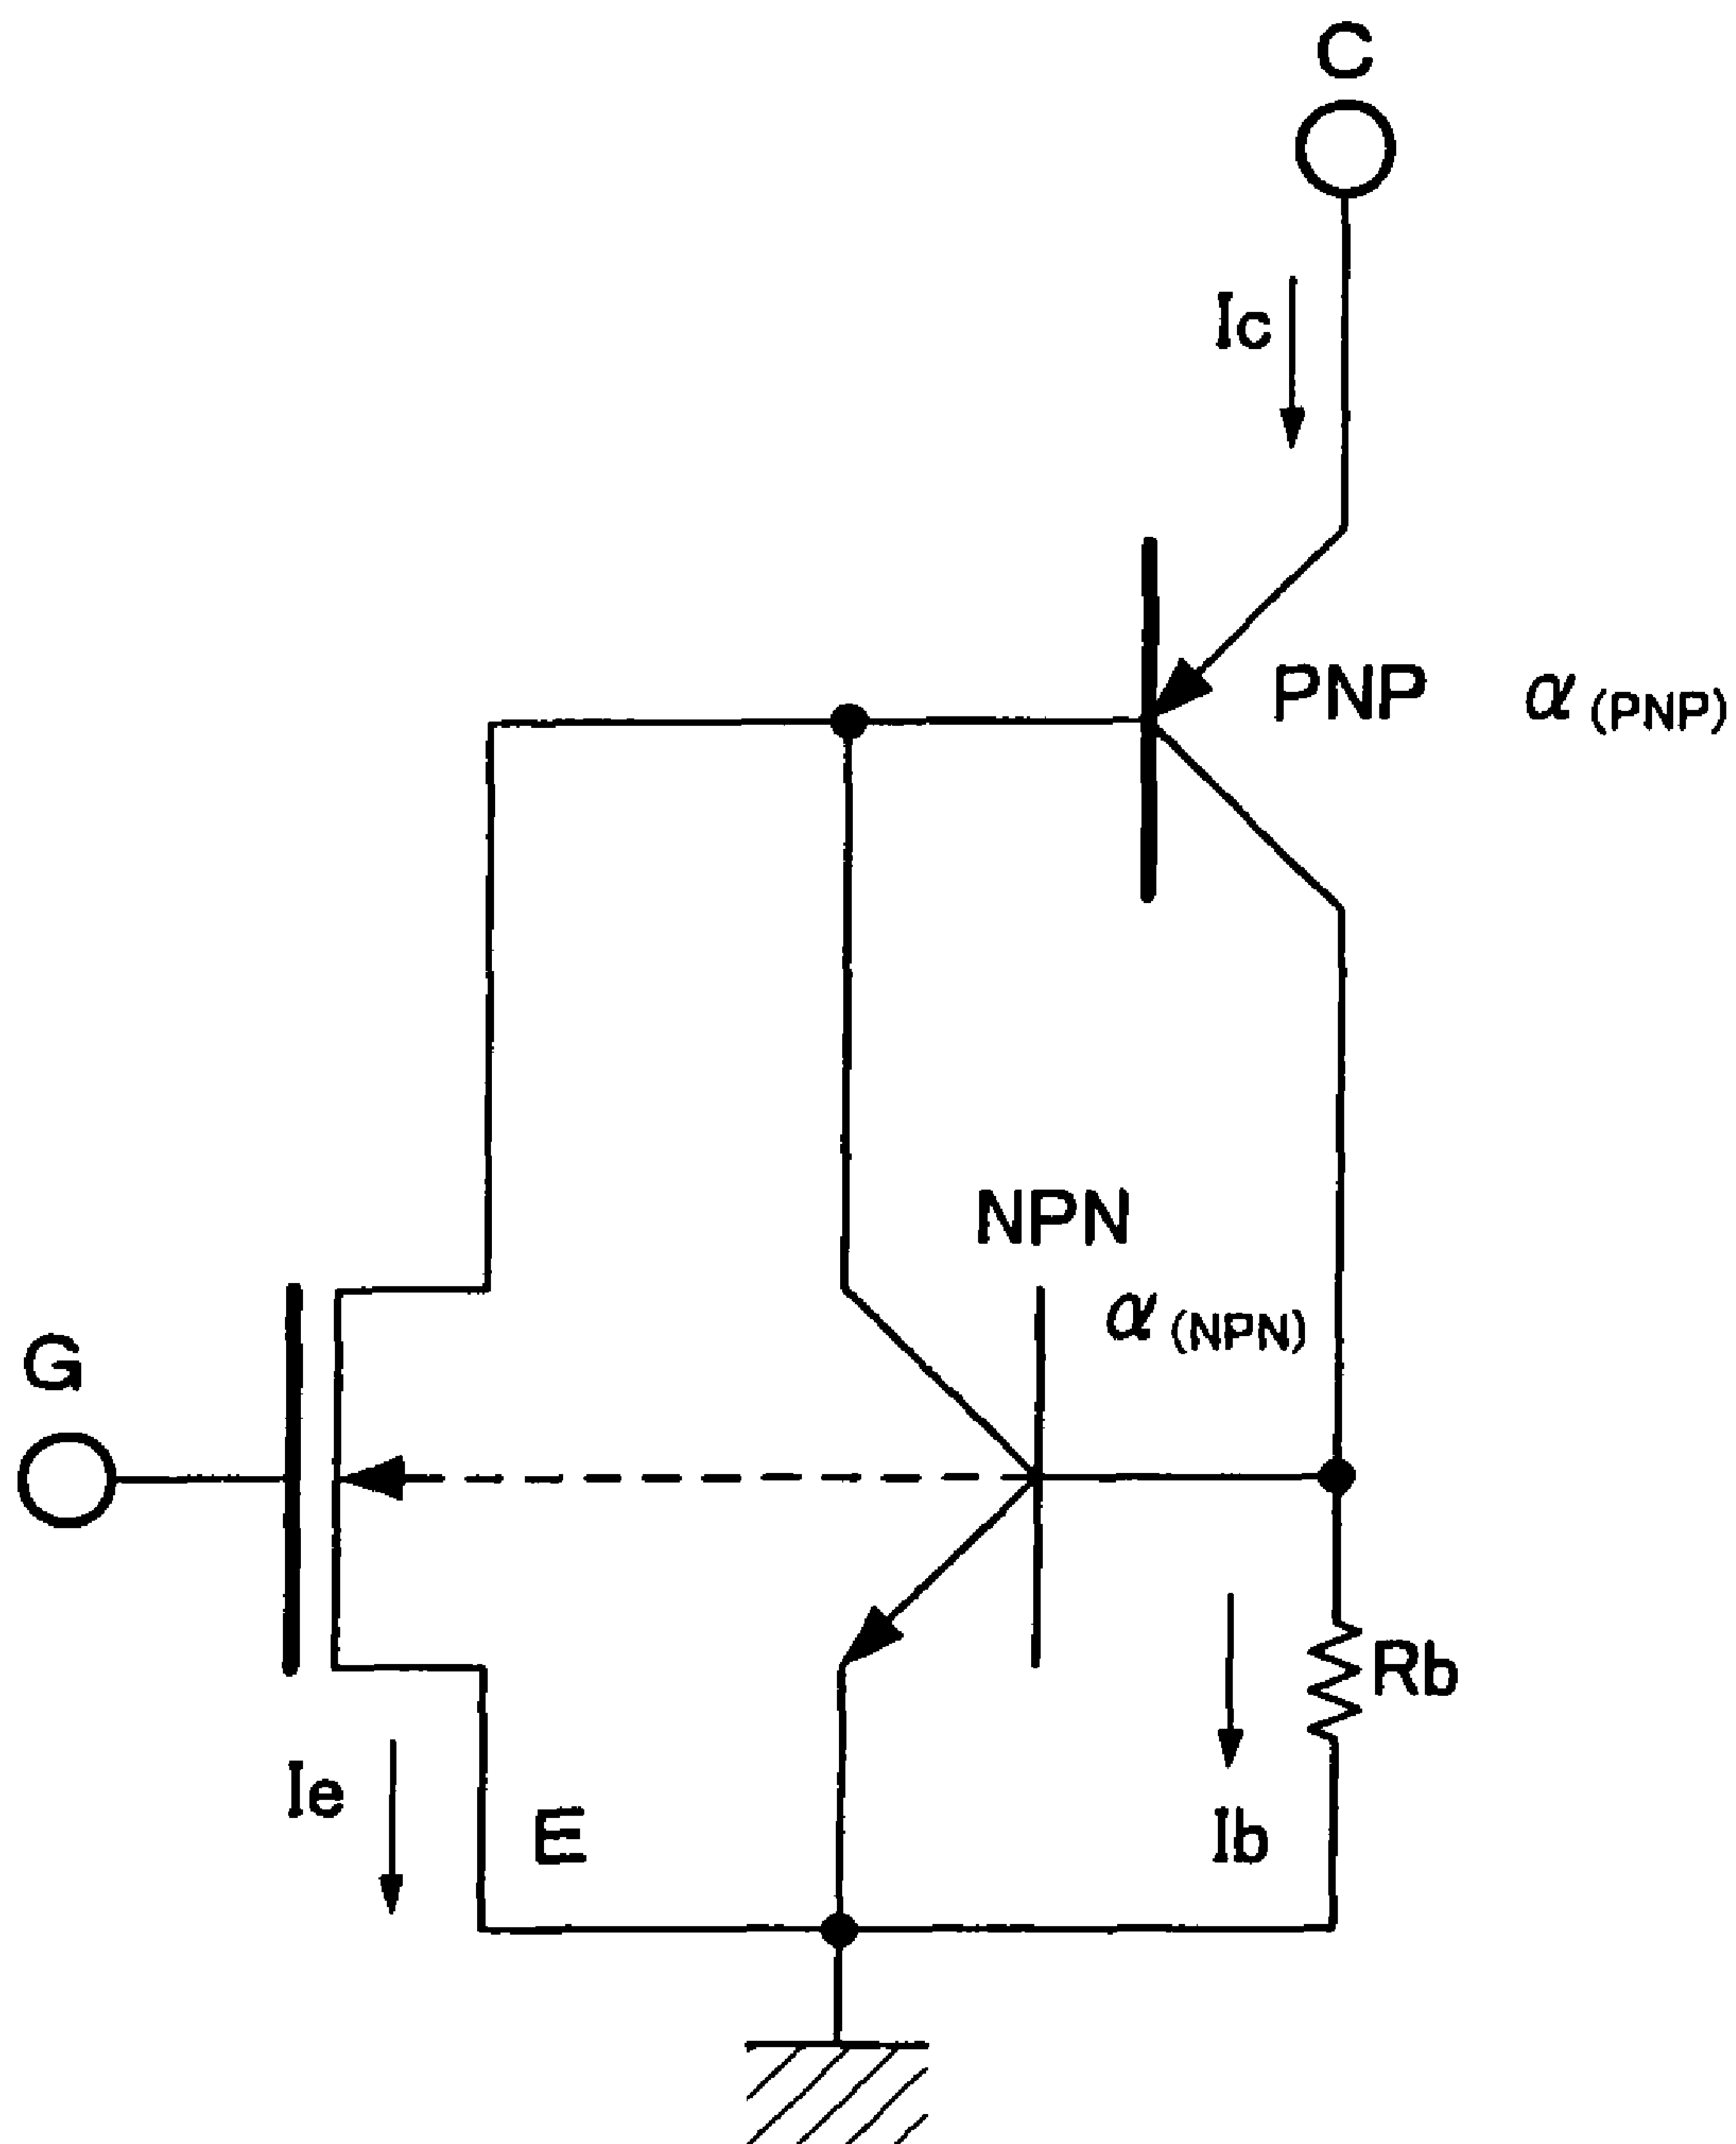 C
Ic
PNP α(PNP)
NPN
α(NPN)
G
Rb
Ie
E
Ib